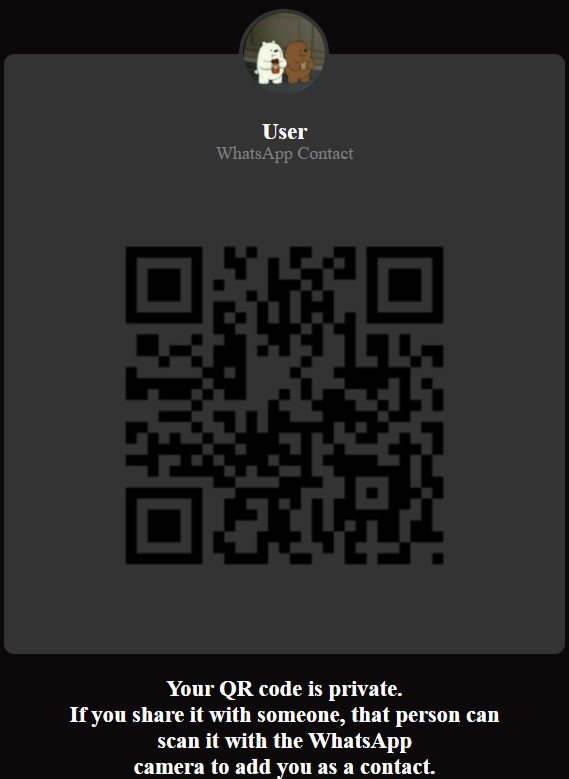 User
WhatsApp Contact
Your QR code is private.
If you share it with someone, that person can
scan it with the WhatsApp
camera to add you as a contact.